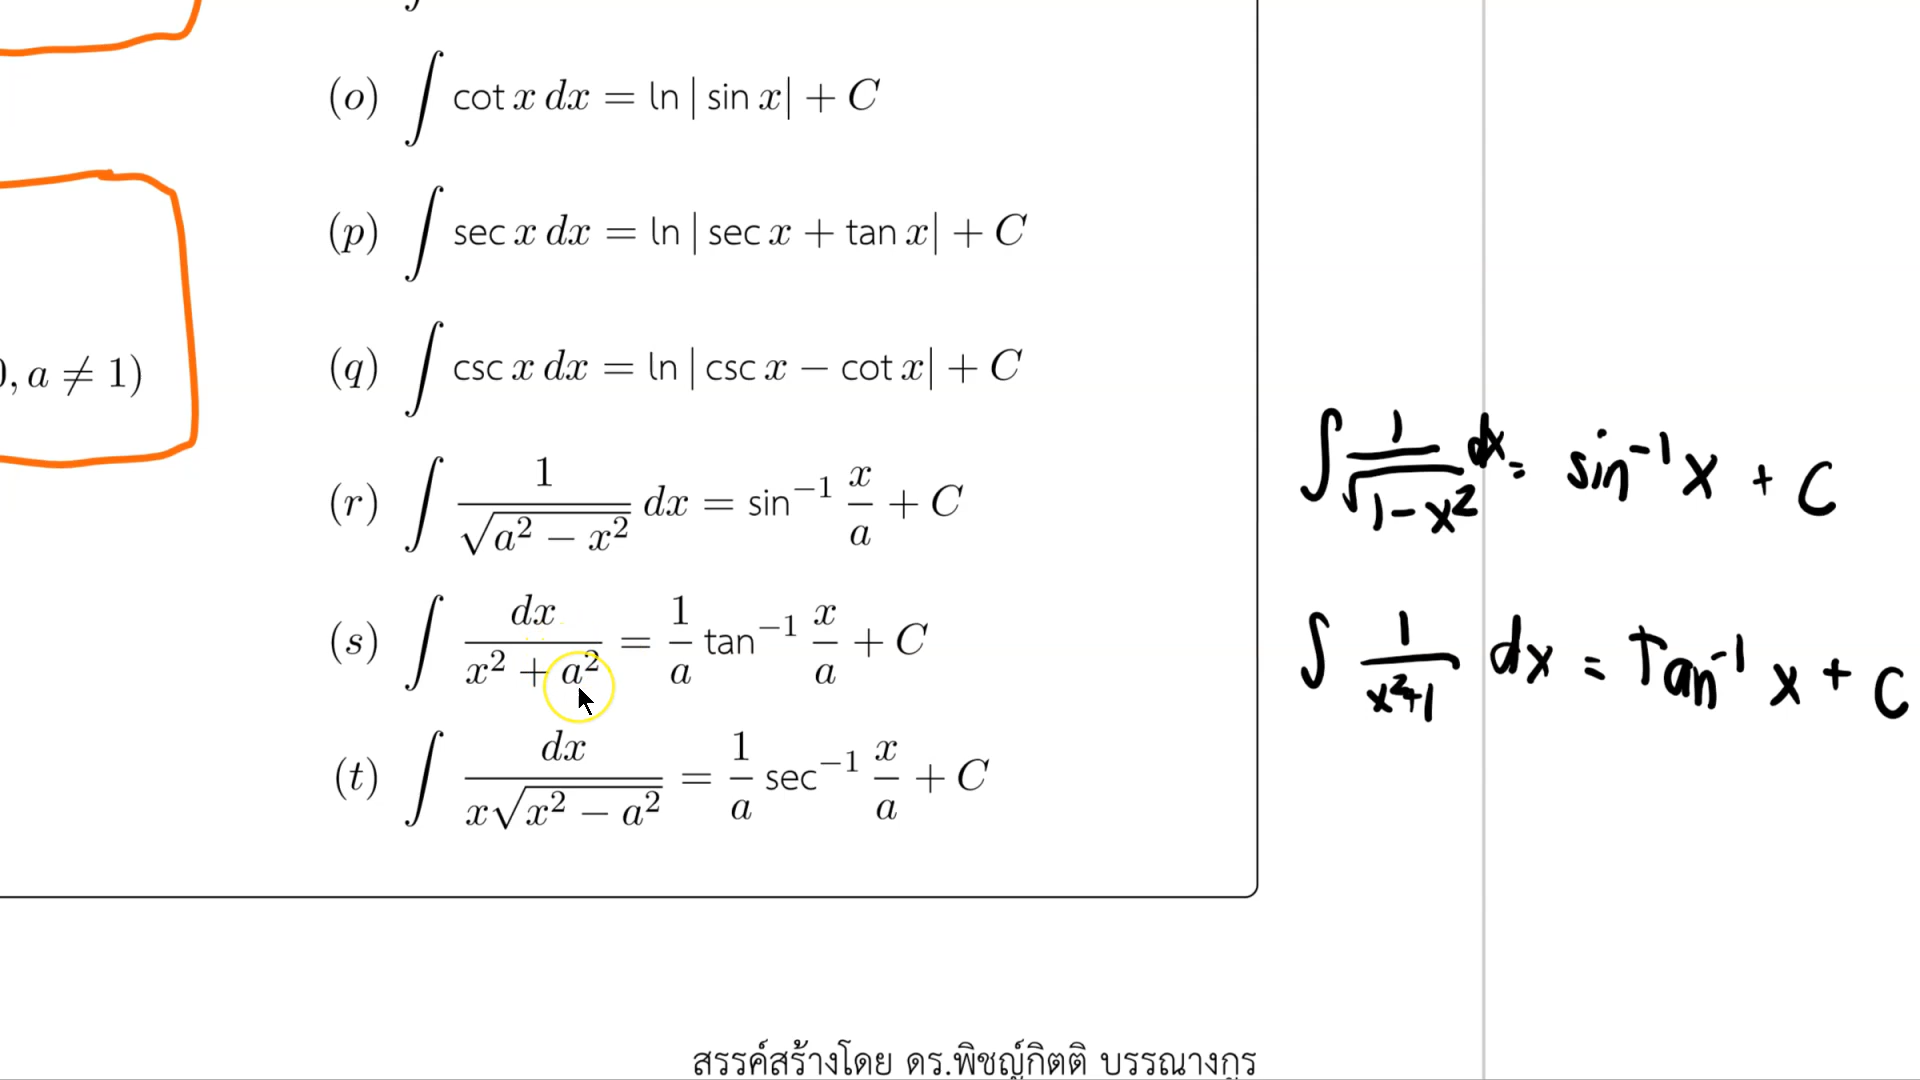 (o) ∫ cot x dx = ln | sin x| + C
(p) ∫ sec x dx = ln | sec x + tan x| + C
, a ≠ 1)
(q) ∫ csc x dx = ln | csc x − cot x| + C
(r) ∫ 1/√(a² − x²) dx = sin⁻¹ x/a + C
(s) ∫ dx/(x² + a²) = 1/a tan⁻¹ x/a + C
(t) ∫ dx/(x√(x² − a²)) = 1/a sec⁻¹ x/a + C
∫ 1/√(1-x²) dx = sin⁻¹ x + C
∫ 1/(x²+1) dx = Tan⁻¹ x + C
สรรค์สร้างโดย ดร.พิชญ์กิตติ บรรณางกูร